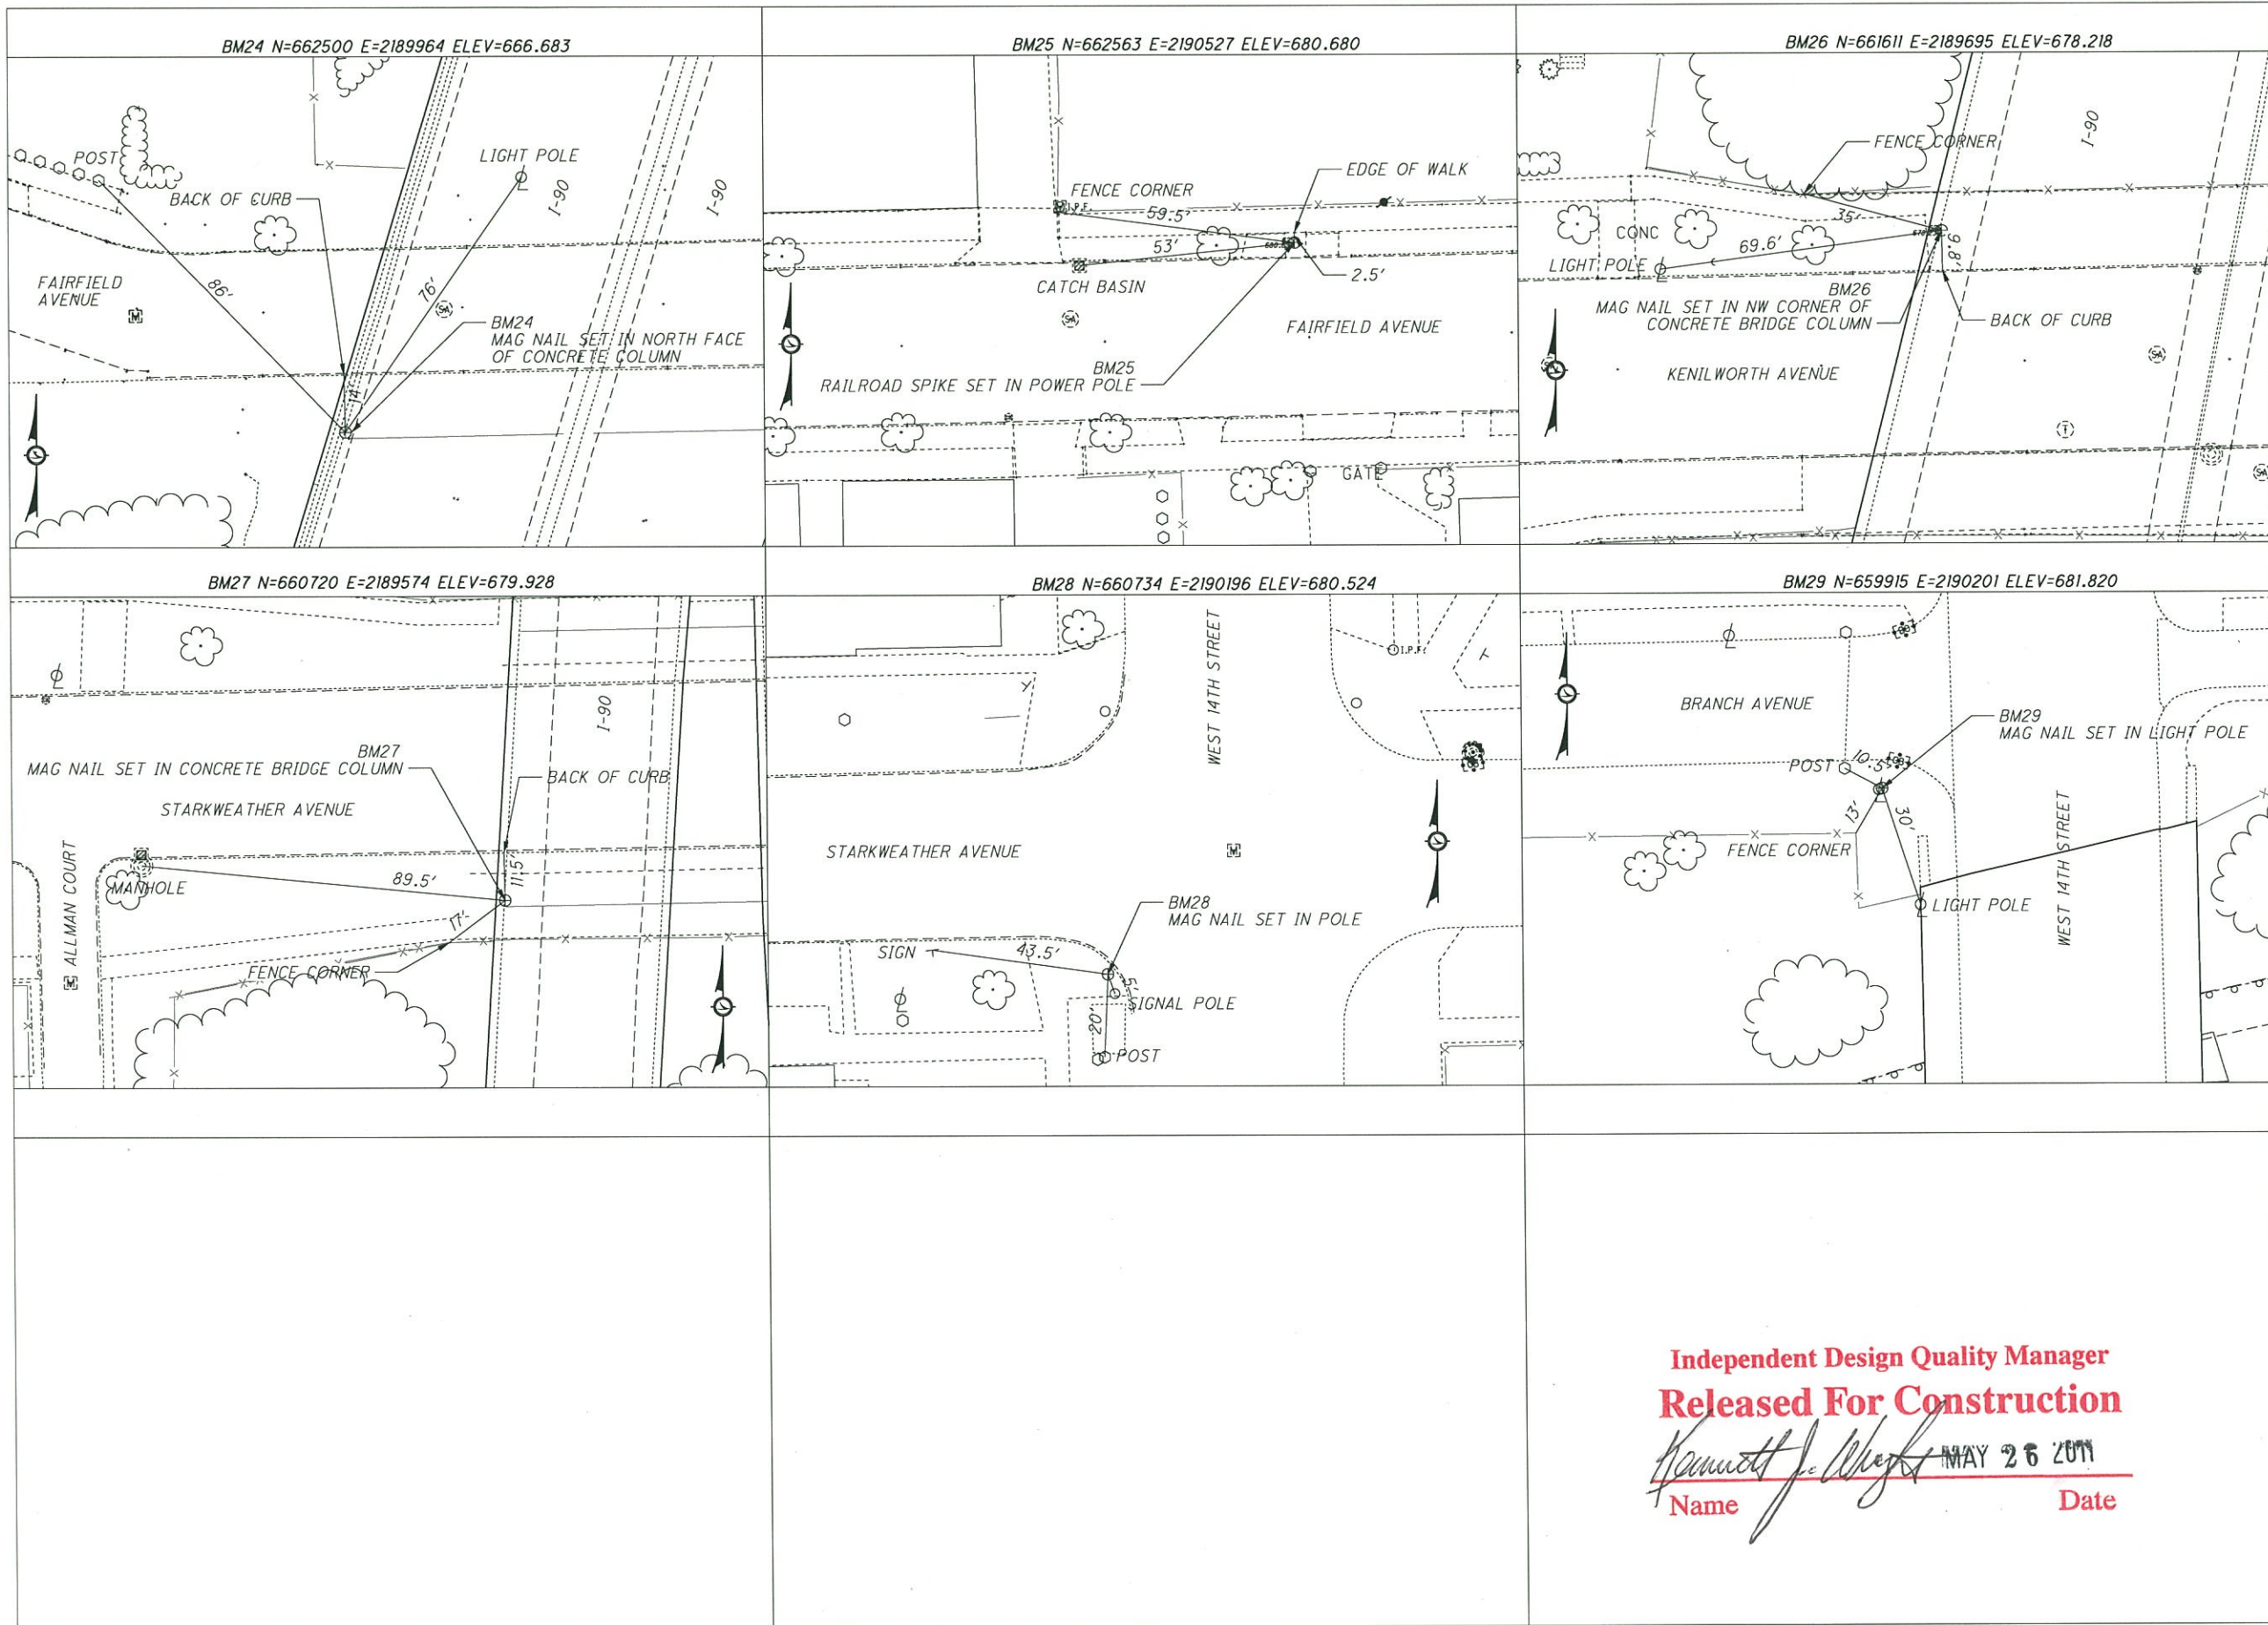 BM24 N=662500 E=2189964 ELEV=666.683
POST
LIGHT POLE
BACK OF CURB
I-90
I-90
FAIRFIELD
AVENUE
86'
76'
14'
BM24
MAG NAIL SET IN NORTH FACE
OF CONCRETE COLUMN
BM25 N=662563 E=2190527 ELEV=680.680
EDGE OF WALK
FENCE CORNER
I.P.F.
59.5'
53'
2.5'
CATCH BASIN
FAIRFIELD AVENUE
BM25
RAILROAD SPIKE SET IN POWER POLE
GATE
BM26 N=661611 E=2189695 ELEV=678.218
FENCE CORNER
I-90
35'
CONC
69.6'
9.8'
LIGHT POLE
BM26
MAG NAIL SET IN NW CORNER OF
CONCRETE BRIDGE COLUMN
BACK OF CURB
KENILWORTH AVENUE
BM27 N=660720 E=2189574 ELEV=679.928
I-90
BM27
MAG NAIL SET IN CONCRETE BRIDGE COLUMN
BACK OF CURB
STARKWEATHER AVENUE
ALLMAN COURT
MANHOLE
89.5'
11.5'
17'
FENCE CORNER
BM28 N=660734 E=2190196 ELEV=680.524
WEST 14TH STREET
I.P.F.
STARKWEATHER AVENUE
BM28
MAG NAIL SET IN POLE
SIGN
43.5'
5'
SIGNAL POLE
20'
POST
BM29 N=659915 E=2190201 ELEV=681.820
BRANCH AVENUE
BM29
MAG NAIL SET IN LIGHT POLE
POST
10.5'
13'
30'
FENCE CORNER
LIGHT POLE
WEST 14TH STREET
Independent Design Quality Manager
Released For Construction
Kenneth J. Wright MAY 26 2011
Name Date